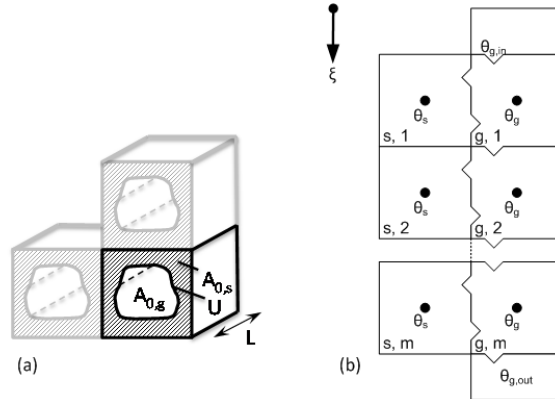 A0,g
A0,s
U
L
(a)
ξ
θg,in
θs
θg
s, 1
g, 1
θs
θg
s, 2
g, 2
θs
θg
s, m
g, m
θg,out
(b)